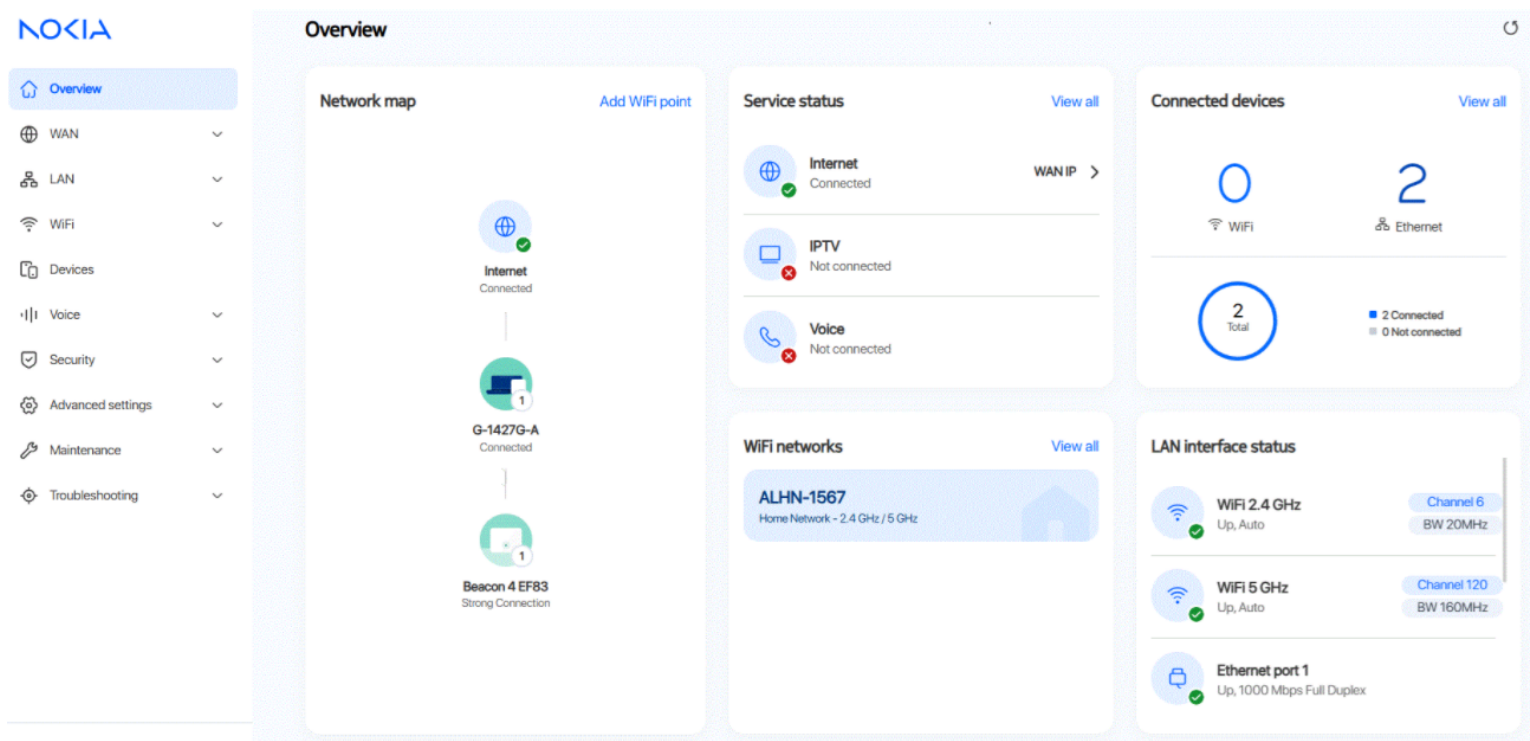 NOKIA
Overview
WAN
LAN
WiFi
Devices
Voice
Security
Advanced settings
Maintenance
Troubleshooting
Overview
Network map
Add WiFi point
Internet
Connected
1
G-1427G-A
Connected
1
Beacon 4 EF83
Strong Connection
Service status
View all
Internet
Connected
WAN IP
IPTV
Not connected
Voice
Not connected
Connected devices
View all
0
WiFi
2
Ethernet
2
Total
2 Connected
0 Not connected
WiFi networks
View all
ALHN-1567
Home Network - 2.4 GHz / 5 GHz
LAN interface status
WiFi 2.4 GHz
Up, Auto
Channel 6
BW 20MHz
WiFi 5 GHz
Up, Auto
Channel 120
BW 160MHz
Ethernet port 1
Up, 1000 Mbps Full Duplex